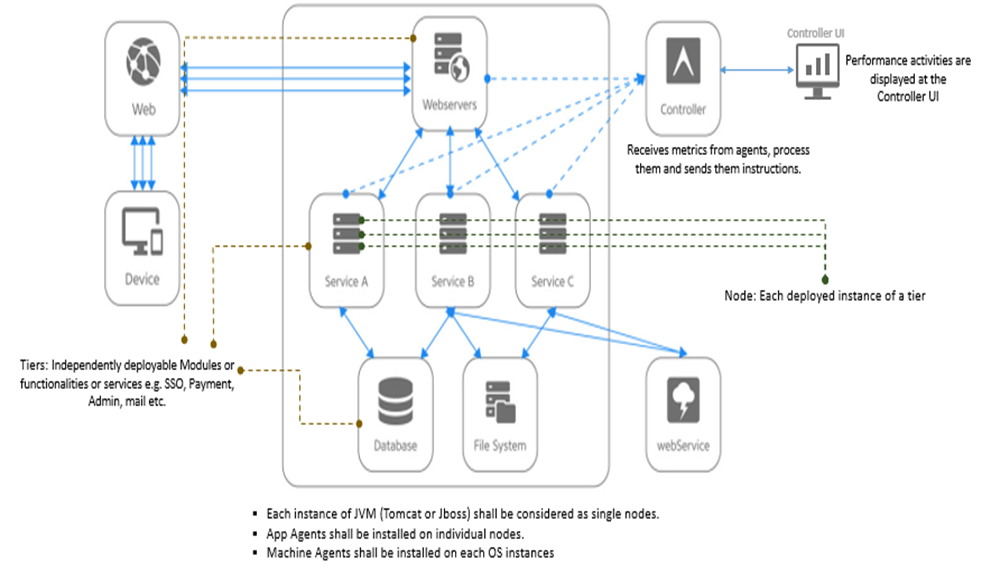 Controller UI
Webservers
Web
Controller
Performance activities are
displayed at the
Controller UI
Receives metrics from agents, process
them and sends them instructions.
Device
Service A
Service B
Service C
Node: Each deployed instance of a tier
Tiers: Independently deployable Modules or
functionalities or services e.g. SSO, Payment,
Admin, mail etc.
Database
File System
webService
▪ Each instance of JVM (Tomcat or Jboss) shall be considered as single nodes.
▪ App Agents shall be installed on individual nodes.
▪ Machine Agents shall be installed on each OS instances